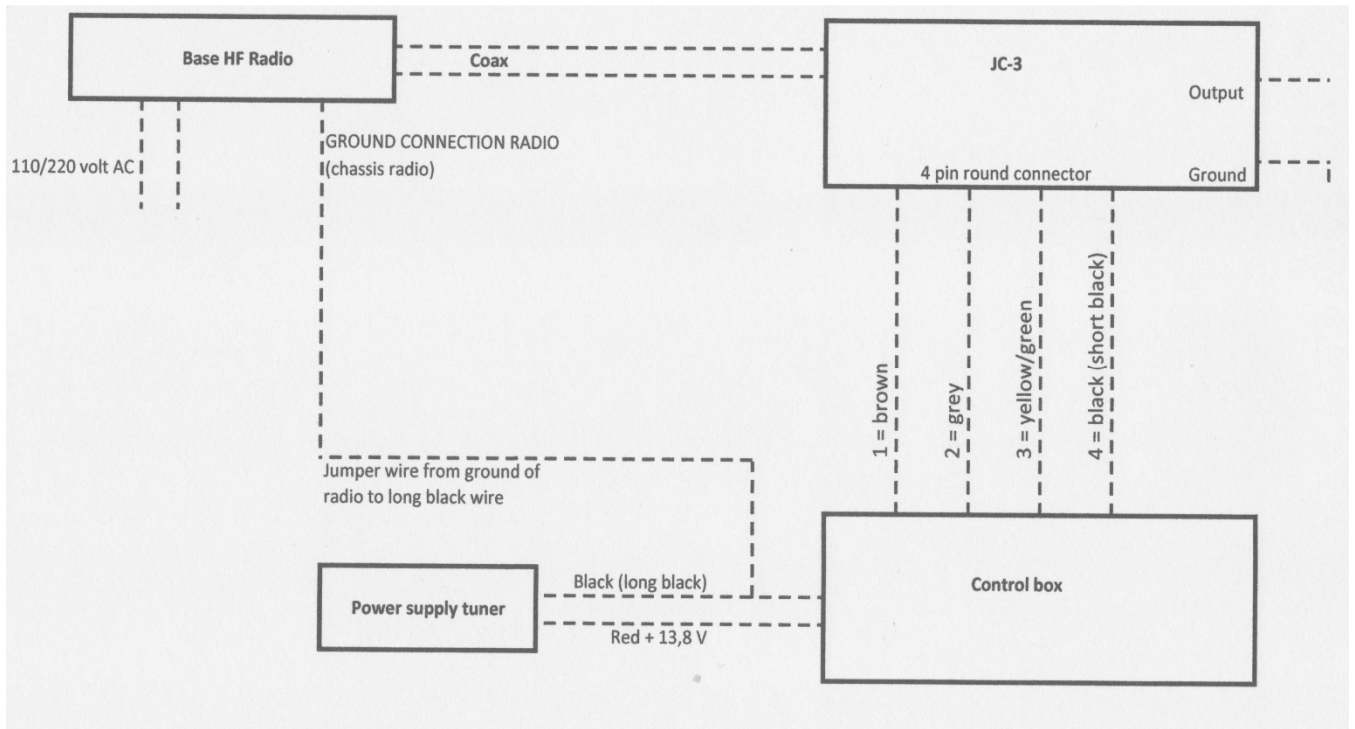 Base HF Radio
Coax
JC-3
Output
GROUND CONNECTION RADIO
(chassis radio)
110/220 volt AC
4 pin round connector
Ground
1 = brown
2 = grey
3 = yellow/green
4 = black (short black)
Jumper wire from ground of
radio to long black wire
Black (long black)
Power supply tuner
Control box
Red + 13,8 V